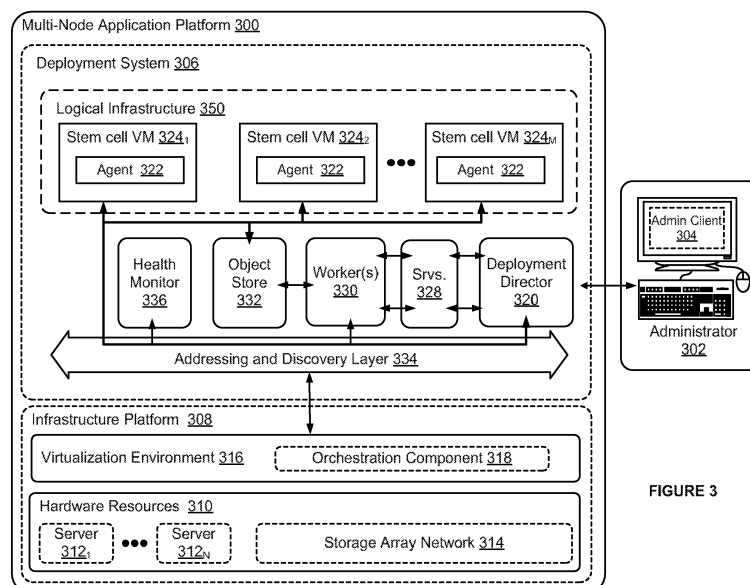 Multi-Node Application Platform 300
Deployment System 306
Logical Infrastructure 350
Stem cell VM 324₁
Agent 322
Stem cell VM 324₂
Agent 322
Stem cell VM 324M
Agent 322
Health
Monitor
336
Object
Store
332
Worker(s)
330
Srvs.
328
Deployment
Director
320
Addressing and Discovery Layer 334
Admin Client
304
Administrator
302
Infrastructure Platform 308
Virtualization Environment 316
Orchestration Component 318
Hardware Resources 310
Server
312₁
Server
312N
Storage Array Network 314
FIGURE 3